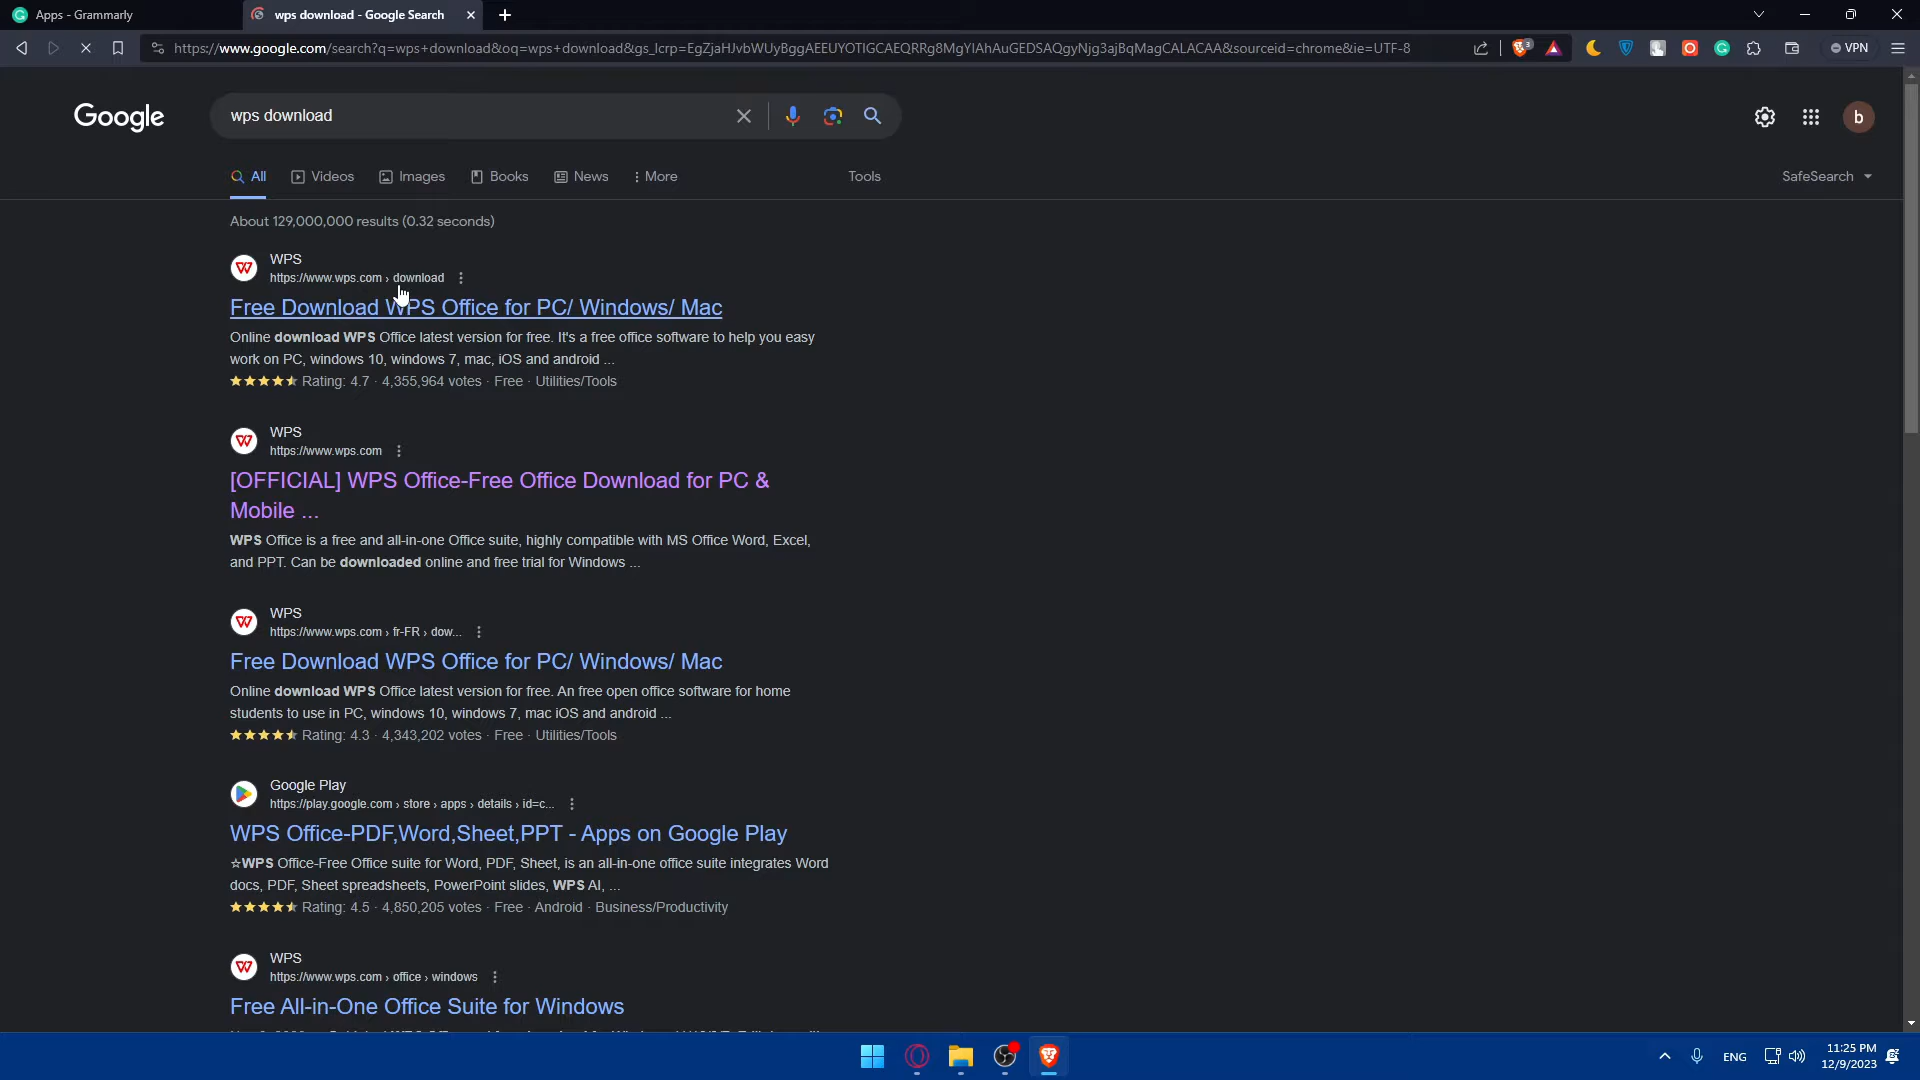 Apps - Grammarly
wps download - Google Search
https://www.google.com/search?q=wps+download&oq=wps+download&gs_lcrp=EgZjaHJvbWUyBggAEEUYOTIGCAEQRRg8MgYIAhAuGEDSAQgyNjg3ajBqMagCALACAA&sourceid=chrome&ie=UTF-8
3
VPN
Google
wps download
b
All
Videos
Images
Books
News
More
Tools
SafeSearch
About 129,000,000 results (0.32 seconds)
WPS
https://www.wps.com › download
Free Download WPS Office for PC/ Windows/ Mac
Online download WPS Office latest version for free. It's a free office software to help you easy
work on PC, windows 10, windows 7, mac, iOS and android ...
Rating: 4.7 · 4,355,964 votes · Free · Utilities/Tools
WPS
https://www.wps.com
[OFFICIAL] WPS Office-Free Office Download for PC &
Mobile ...
WPS Office is a free and all-in-one Office suite, highly compatible with MS Office Word, Excel,
and PPT. Can be downloaded online and free trial for Windows ...
WPS
https://www.wps.com › fr-FR › dow...
Free Download WPS Office for PC/ Windows/ Mac
Online download WPS Office latest version for free. An free open office software for home
students to use in PC, windows 10, windows 7, mac iOS and android ...
Rating: 4.3 · 4,343,202 votes · Free · Utilities/Tools
Google Play
https://play.google.com › store › apps › details › id=c...
WPS Office-PDF,Word,Sheet,PPT - Apps on Google Play
☆WPS Office-Free Office suite for Word, PDF, Sheet, is an all-in-one office suite integrates Word
docs, PDF, Sheet spreadsheets, PowerPoint slides, WPS AI, ...
Rating: 4.5 · 4,850,205 votes · Free · Android · Business/Productivity
WPS
https://www.wps.com › office › windows
Free All-in-One Office Suite for Windows
ENG
11:25 PM
12/9/2023